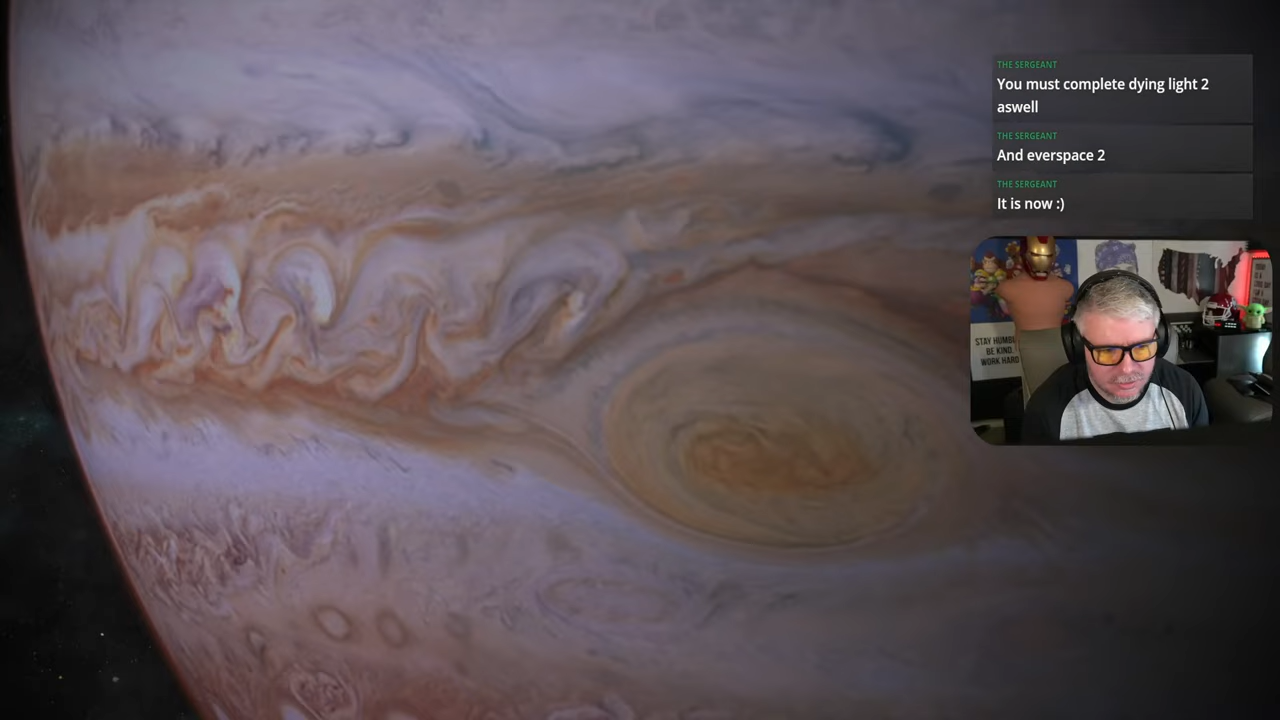 THE SERGEANT
You must complete dying light 2
aswell
THE SERGEANT
And everspace 2
THE SERGEANT
It is now :)
STAY HUMBLE
BE KIND.
WORK HARD